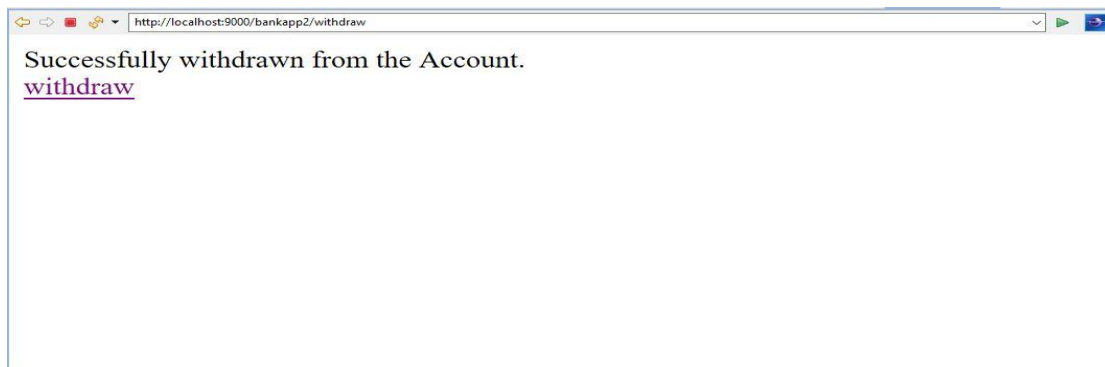 http://localhost:9000/bankapp2/withdraw
Successfully withdrawn from the Account.
withdraw